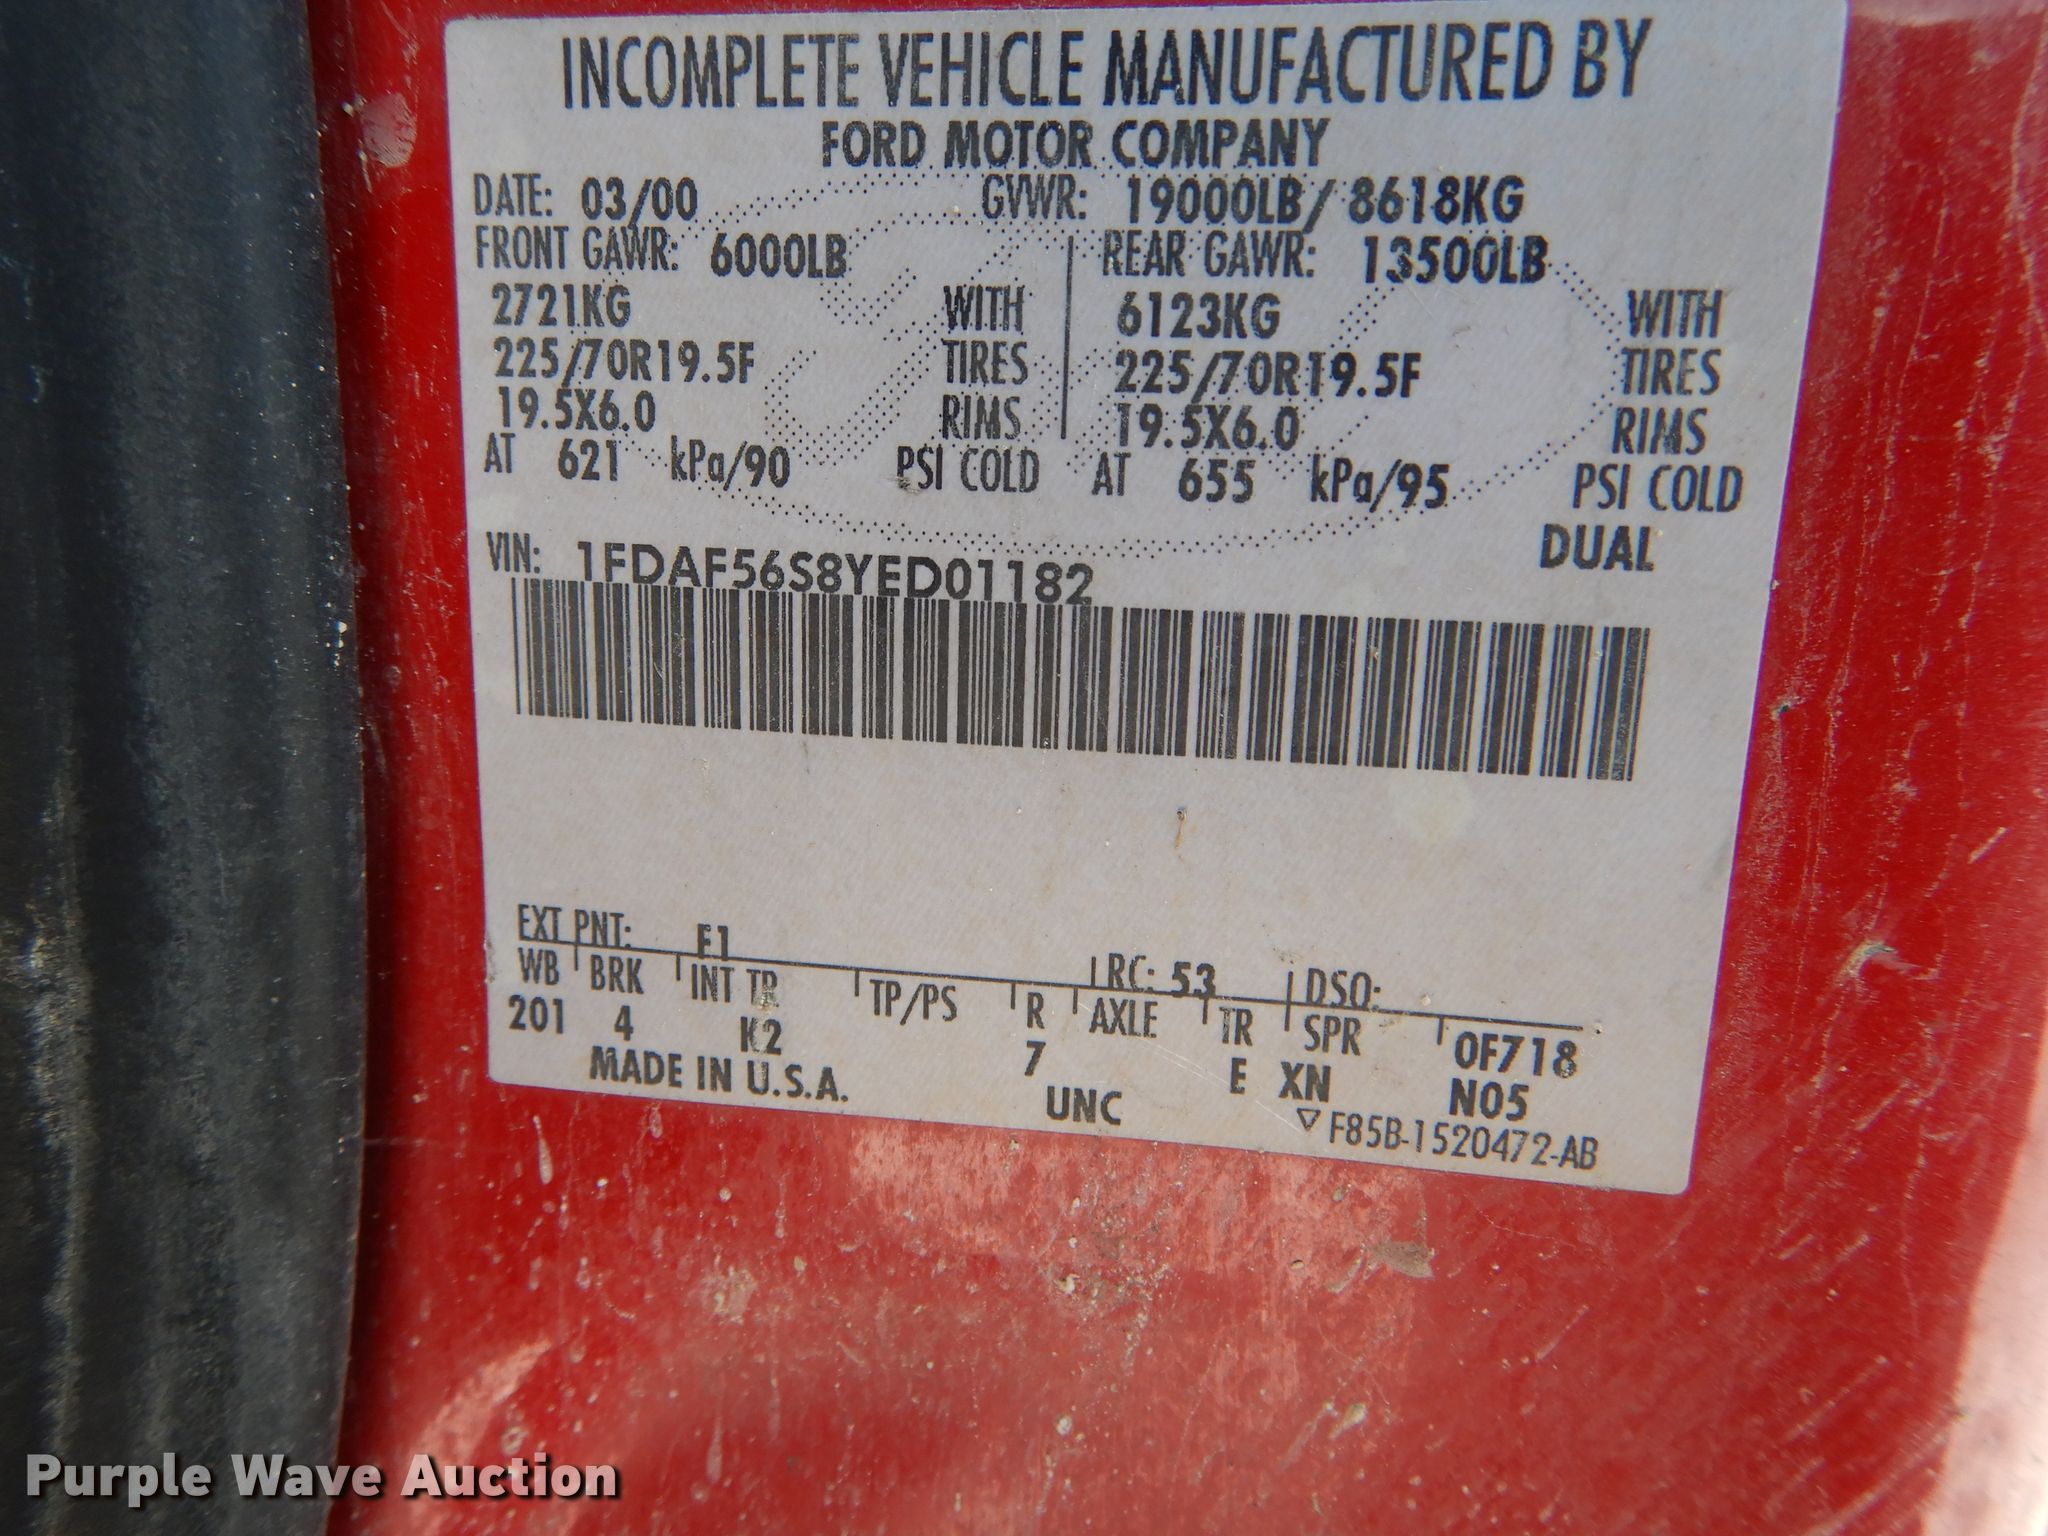 INCOMPLETE VEHICLE MANUFACTURED BY
FORD MOTOR COMPANY
DATE: 03/00 GVWR: 19000LB/ 8618KG
FRONT GAWR: 6000LB REAR GAWR: 13500LB
2721KG WITH 6123KG WITH
225/70R19.5F TIRES 225/70R19.5F TIRES
19.5X6.0 RIMS 19.5X6.0 RIMS
AT 621 kPa/90 PSI COLD AT 655 kPa/95 PSI COLD
DUAL
VIN: 1FDAF56S8YED01182
EXT PNT: F1 RC: 53 DSO:
WB BRK INT TR TP/PS R AXLE TR SPR 0F718
201 4 K2 7 E XN N05
MADE IN U.S.A. UNC
F85B-1520472-AB
Purple Wave Auction